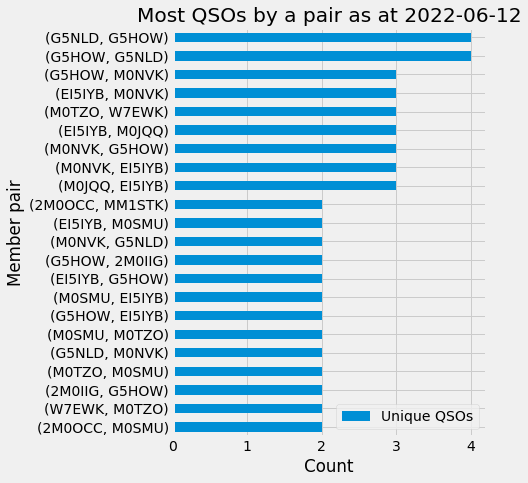 Most QSOs by a pair as at 2022-06-12
Member pair
(G5NLD, G5HOW)
(G5HOW, G5NLD)
(G5HOW, M0NVK)
(EI5IYB, M0NVK)
(M0TZO, W7EWK)
(EI5IYB, M0JQQ)
(M0NVK, G5HOW)
(M0NVK, EI5IYB)
(M0JQQ, EI5IYB)
(2M0OCC, MM1STK)
(EI5IYB, M0SMU)
(M0NVK, G5NLD)
(G5HOW, 2M0IIG)
(EI5IYB, G5HOW)
(M0SMU, EI5IYB)
(G5HOW, EI5IYB)
(M0SMU, M0TZO)
(G5NLD, M0NVK)
(M0TZO, M0SMU)
(2M0IIG, G5HOW)
(W7EWK, M0TZO)
(2M0OCC, M0SMU)
Unique QSOs
0 1 2 3 4
Count